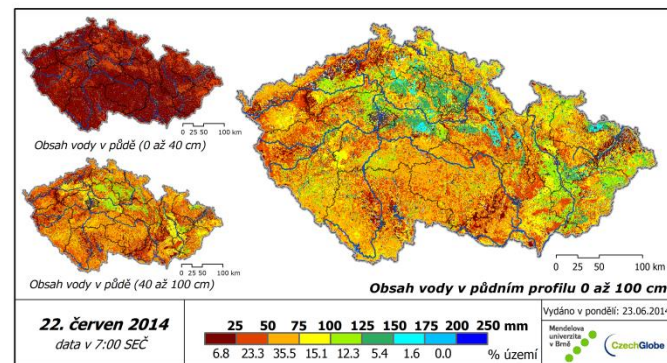 0 25 50 100 km
Obsah vody v půdě (0 až 40 cm)
0 25 50 100 km
Obsah vody v půdě (40 až 100 cm)
0 25 50 100 km
Obsah vody v půdním profilu 0 až 100 cm
22. červen 2014
data v 7:00 SEČ
25 50 75 100 125 150 175 200 250 mm
6.8 23.3 35.5 15.1 12.3 5.4 1.6 0.0 % území
Vydáno v pondělí: 23.06.2014
Mendelova
univerzita
v Brně
CzechGlobe